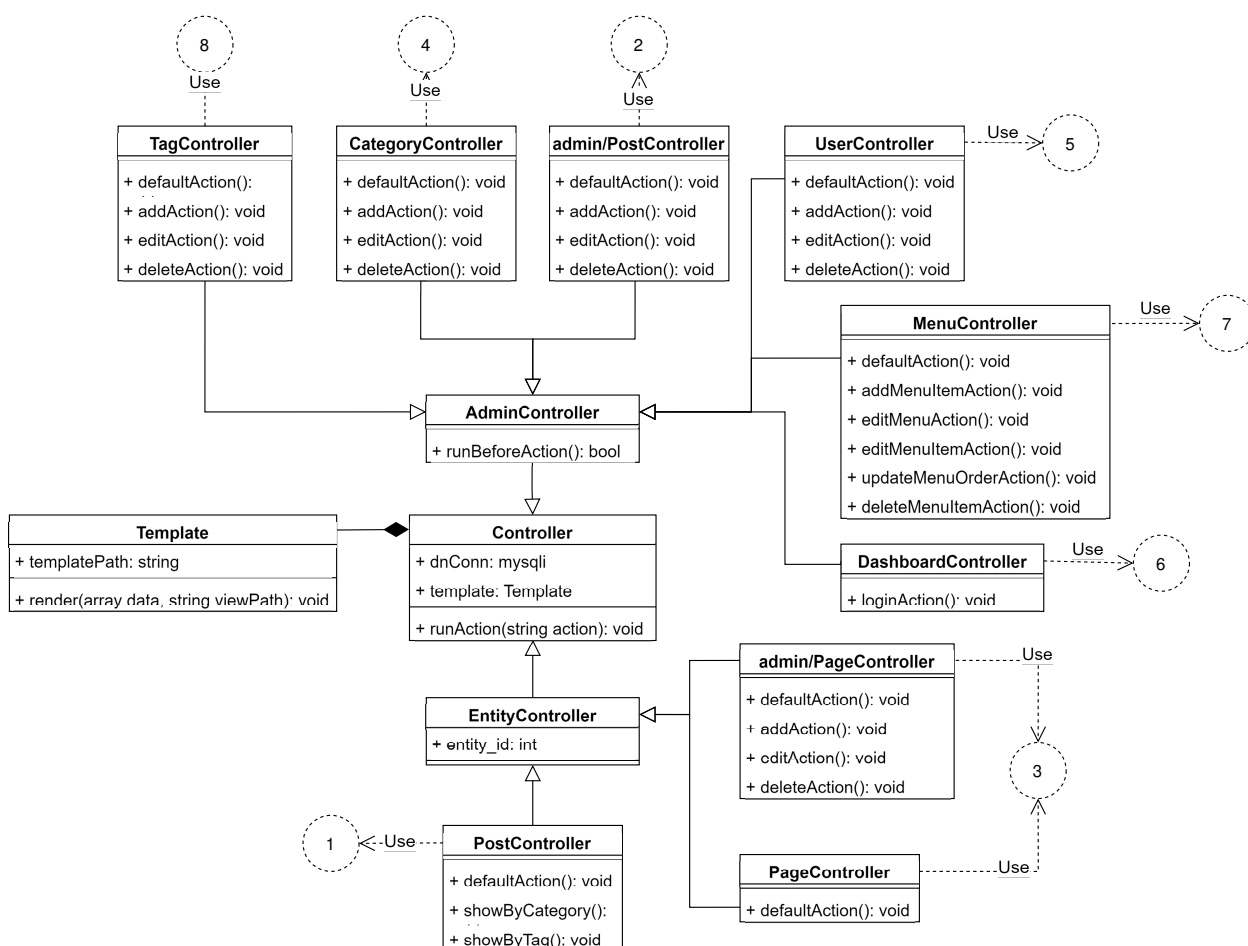 8
Use
TagController
+ defaultAction():
+ addAction(): void
+ editAction(): void
+ deleteAction(): void
4
Use
CategoryController
+ defaultAction(): void
+ addAction(): void
+ editAction(): void
+ deleteAction(): void
2
Use
admin/PostController
+ defaultAction(): void
+ addAction(): void
+ editAction(): void
+ deleteAction(): void
UserController
+ defaultAction(): void
+ addAction(): void
+ editAction(): void
+ deleteAction(): void
Use
5
MenuController
+ defaultAction(): void
+ addMenuItemAction(): void
+ editMenuAction(): void
+ editMenuItemAction(): void
+ updateMenuOrderAction(): void
+ deleteMenuItemAction(): void
Use
7
AdminController
+ runBeforeAction(): bool
Template
+ templatePath: string
+ render(array data, string viewPath): void
Controller
+ dnConn: mysqli
+ template: Template
+ runAction(string action): void
DashboardController
+ loginAction(): void
Use
6
EntityController
+ entity_id: int
admin/PageController
+ defaultAction(): void
+ addAction(): void
+ editAction(): void
+ deleteAction(): void
Use
3
1
Use
PostController
+ defaultAction(): void
+ showByCategory():
+ showByTag(): void
PageController
+ defaultAction(): void
Use